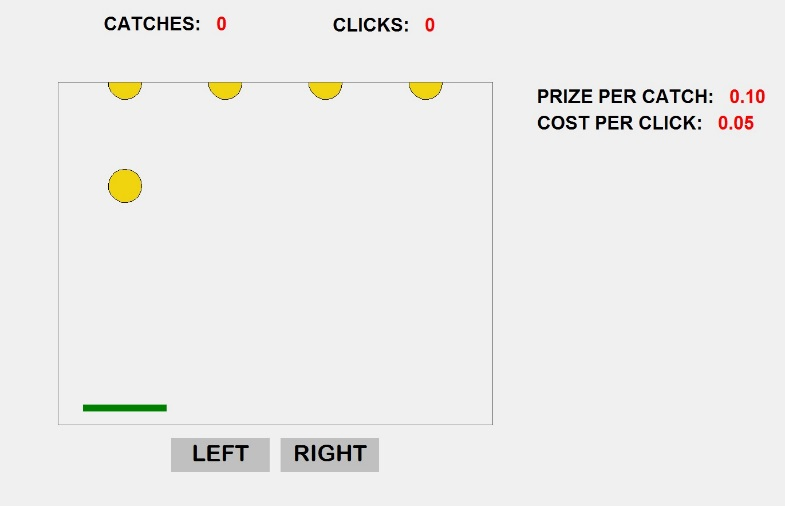 CATCHES: 0
CLICKS: 0
PRIZE PER CATCH: 0.10
COST PER CLICK: 0.05
LEFT
RIGHT